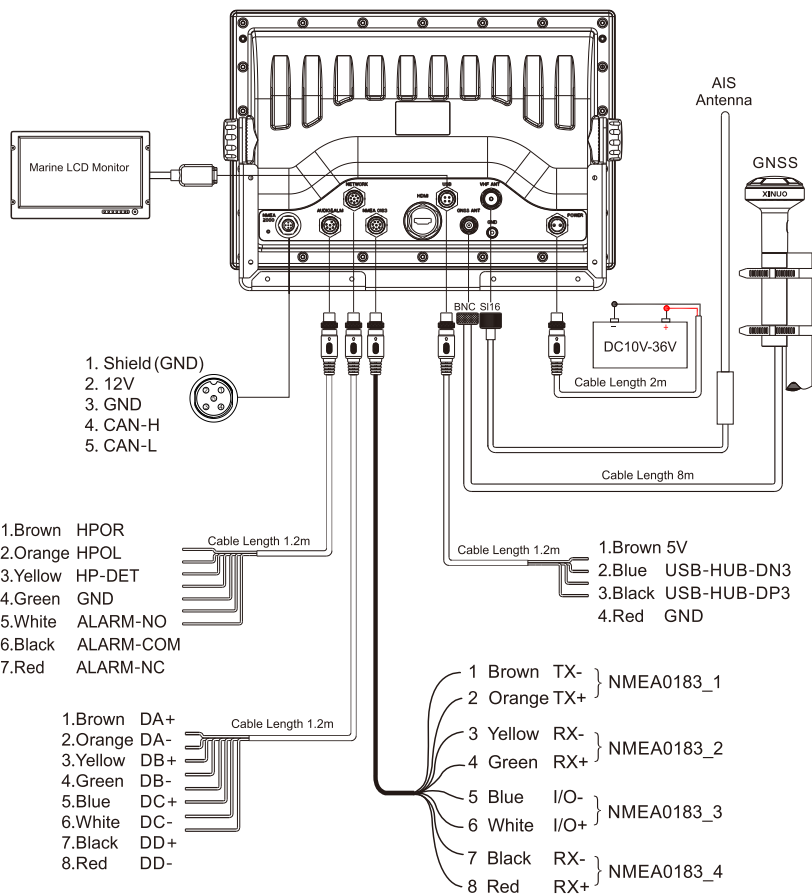 AIS
Antenna
GNSS
XINUO
Marine LCD Monitor
NETWORK
USB
VHF ANT
HDMI
NMEA
2000
AUDIO&ALM
NMEA 0183
GNSS ANT
GND
POWER
BNC
SI16
DC10V-36V
Cable Length 2m
1. Shield (GND)
2. 12V
3. GND
4. CAN-H
5. CAN-L
Cable Length 8m
1.Brown HPOR
2.Orange HPOL
3.Yellow HP-DET
4.Green GND
5.White ALARM-NO
6.Black ALARM-COM
7.Red ALARM-NC
Cable Length 1.2m
Cable Length 1.2m
1.Brown 5V
2.Blue USB-HUB-DN3
3.Black USB-HUB-DP3
4.Red GND
1.Brown DA+
2.Orange DA-
3.Yellow DB+
4.Green DB-
5.Blue DC+
6.White DC-
7.Black DD+
8.Red DD-
Cable Length 1.2m
1 Brown TX-
2 Orange TX+
NMEA0183_1
3 Yellow RX-
4 Green RX+
NMEA0183_2
5 Blue I/O-
6 White I/O+
NMEA0183_3
7 Black RX-
8 Red RX+
NMEA0183_4